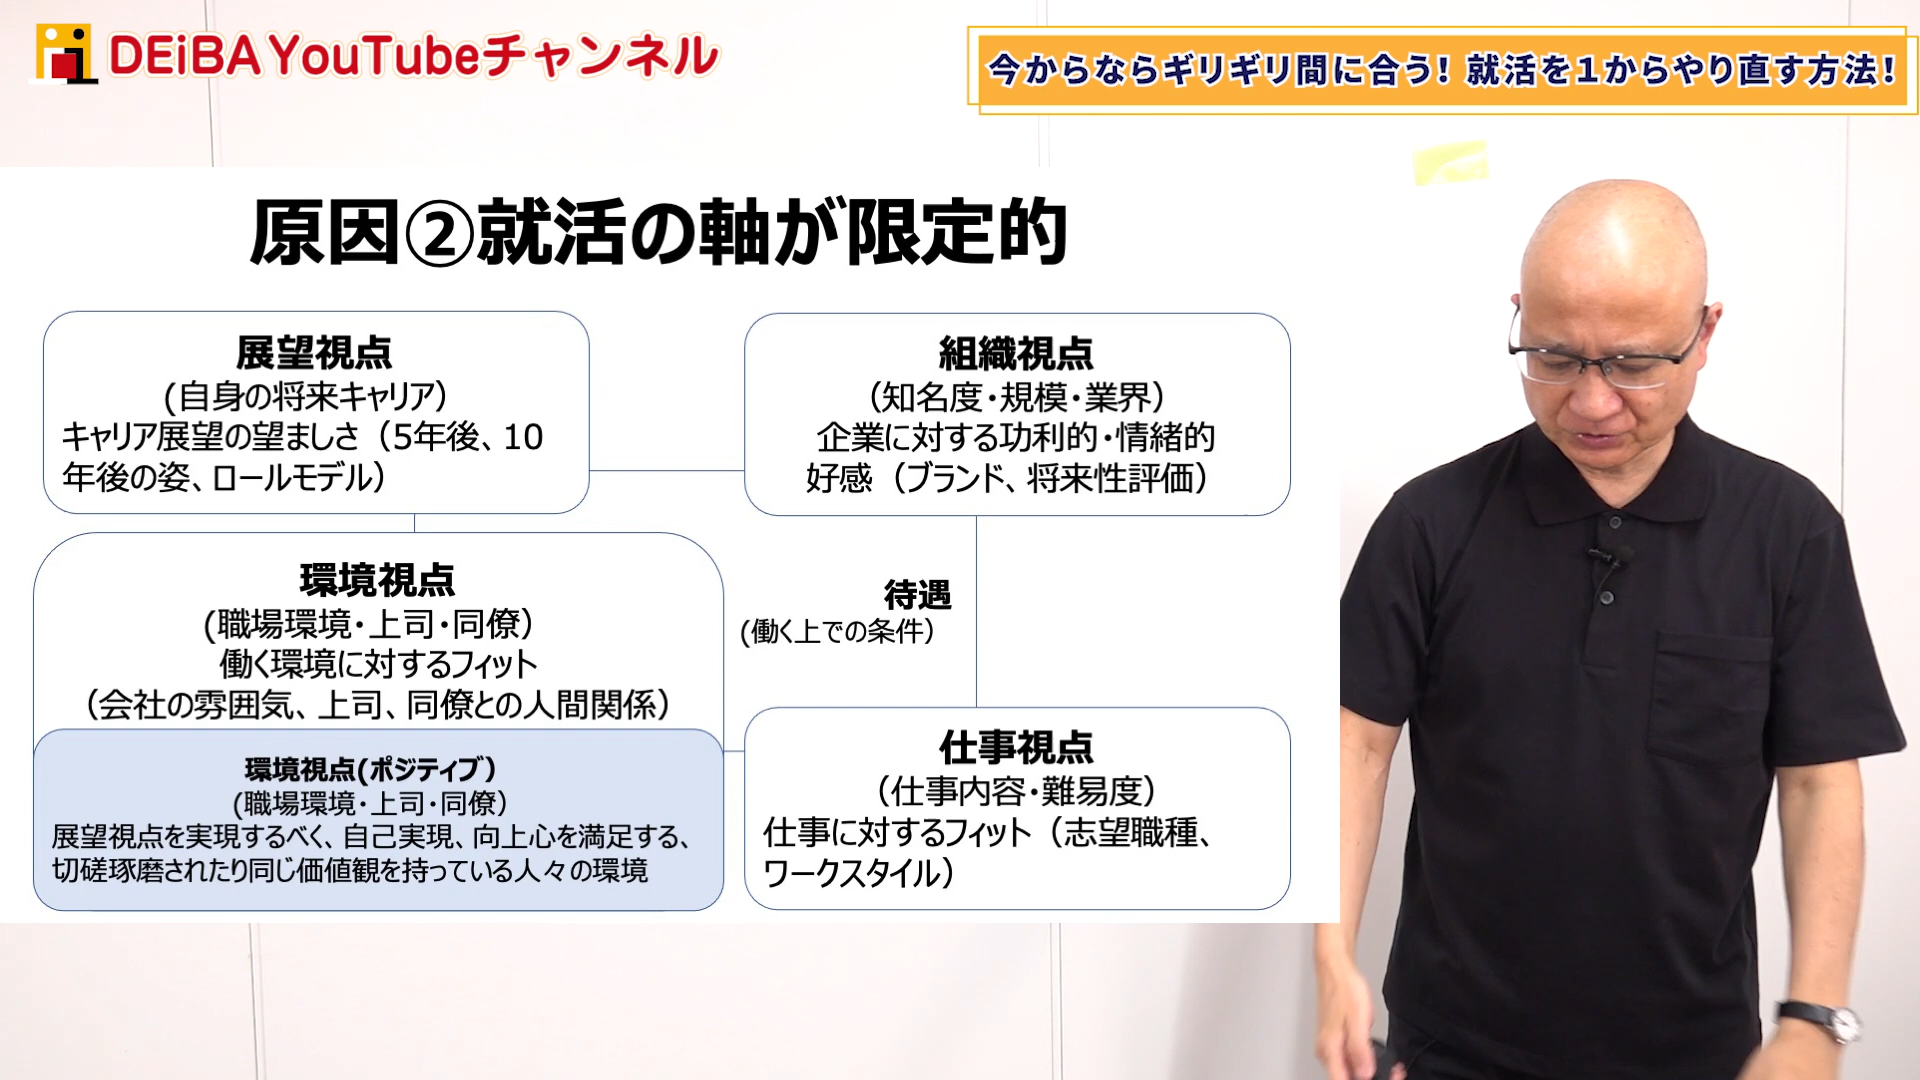 DEiBA YouTubeチャンネル
今からならギリギリ間に合う！就活を1からやり直す方法！
原因②就活の軸が限定的
展望視点
(自身の将来キャリア）
キャリア展望の望ましさ（5年後、10
年後の姿、ロールモデル）
組織視点
（知名度・規模・業界）
企業に対する功利的・情緒的
好感（ブランド、将来性評価）
環境視点
(職場環境・上司・同僚）
働く環境に対するフィット
（会社の雰囲気、上司、同僚との人間関係）
待遇
(働く上での条件）
環境視点(ポジティブ）
(職場環境・上司・同僚）
展望視点を実現するべく、自己実現、向上心を満足する、
切磋琢磨されたり同じ価値観を持っている人々の環境
仕事視点
（仕事内容・難易度）
仕事に対するフィット（志望職種、
ワークスタイル）